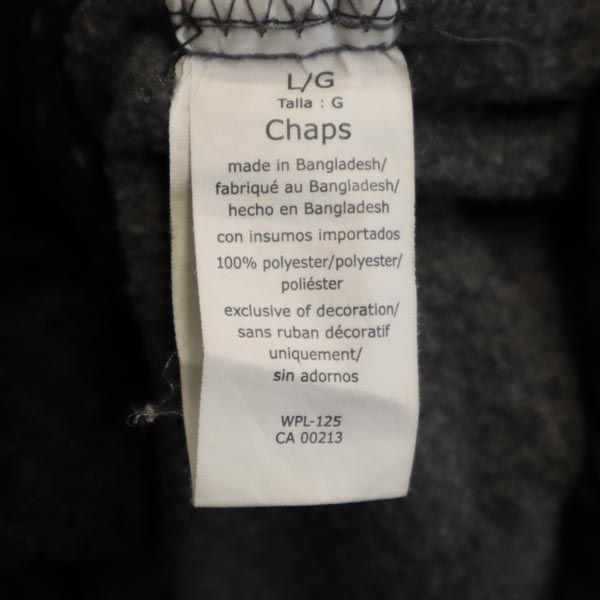 L/G
Talla : G
Chaps
made in Bangladesh/
fabriqué au Bangladesh/
hecho en Bangladesh
con insumos importados
100% polyester/polyester/
poliéster
exclusive of decoration/
sans ruban décoratif
uniquement/
sin adornos
WPL-125
CA 00213